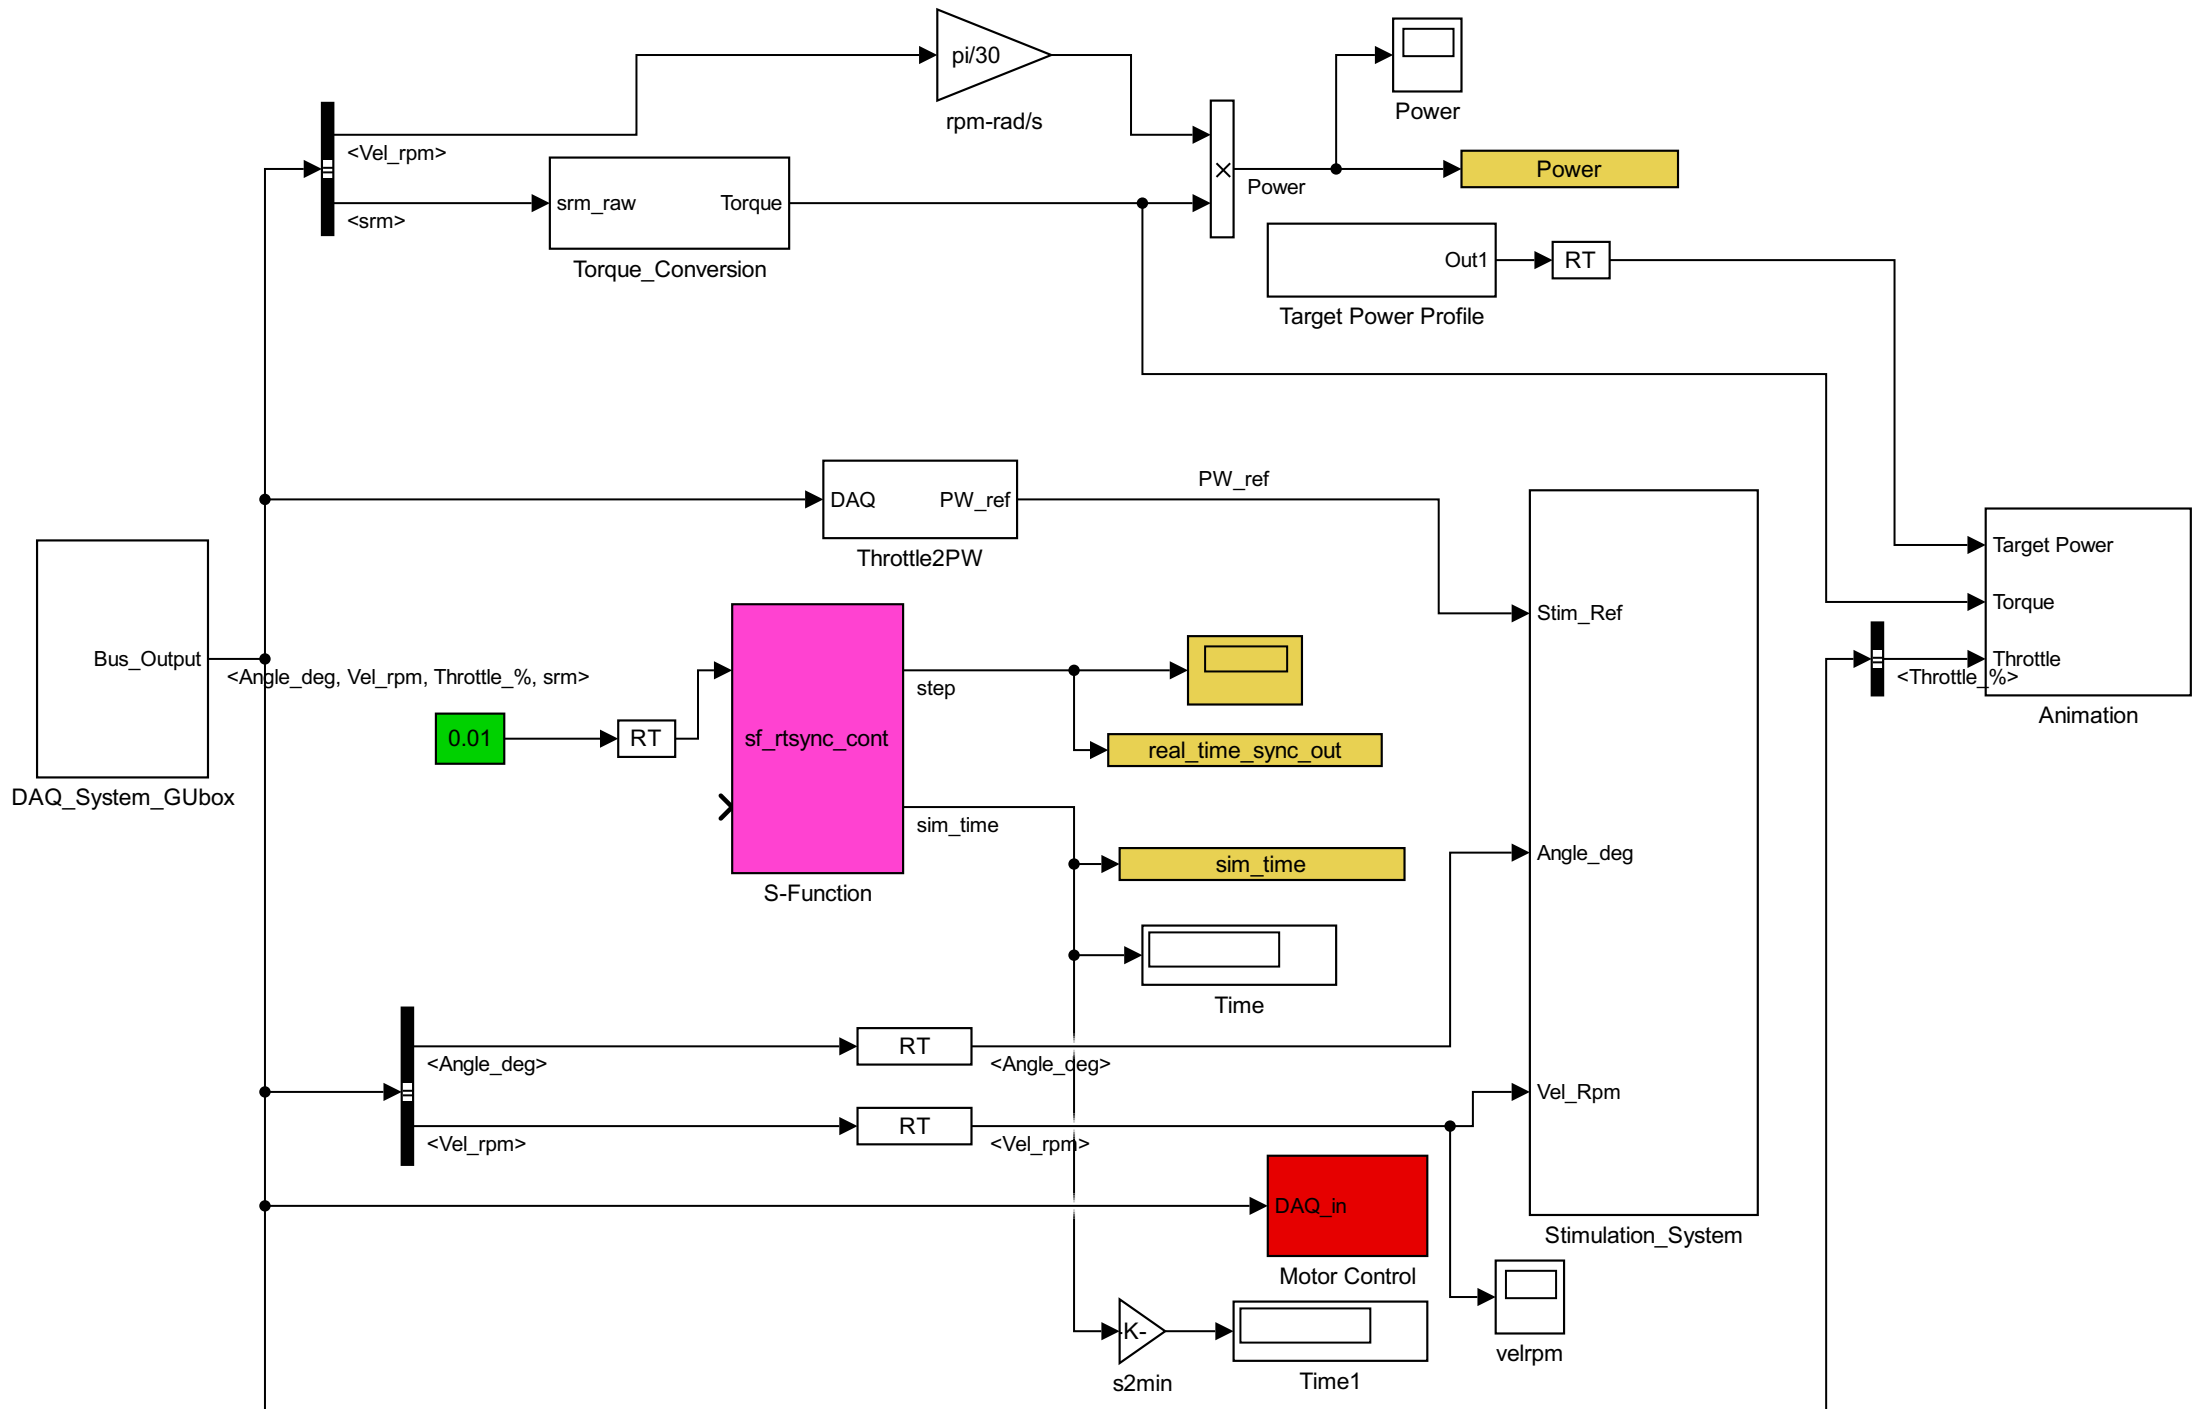 pi/30
rpm-rad/s
Power
<Vel_rpm>
<srm>
srm_raw
Torque
Torque_Conversion
×
Power
Power
Out1
RT
Target Power Profile
DAQ
PW_ref
Throttle2PW
PW_ref
Bus_Output
DAQ_System_GUbox
<Angle_deg, Vel_rpm, Throttle_%, srm>
0.01
RT
sf_rtsync_cont
S-Function
step
real_time_sync_out
sim_time
sim_time
Time
Stim_Ref
Angle_deg
Vel_Rpm
Stimulation_System
Target Power
Torque
Throttle
<Throttle_%>
Animation
<Angle_deg>
RT
<Angle_deg>
<Vel_rpm>
RT
<Vel_rpm>
DAQ_in
Motor Control
-K-
s2min
Time1
velrpm